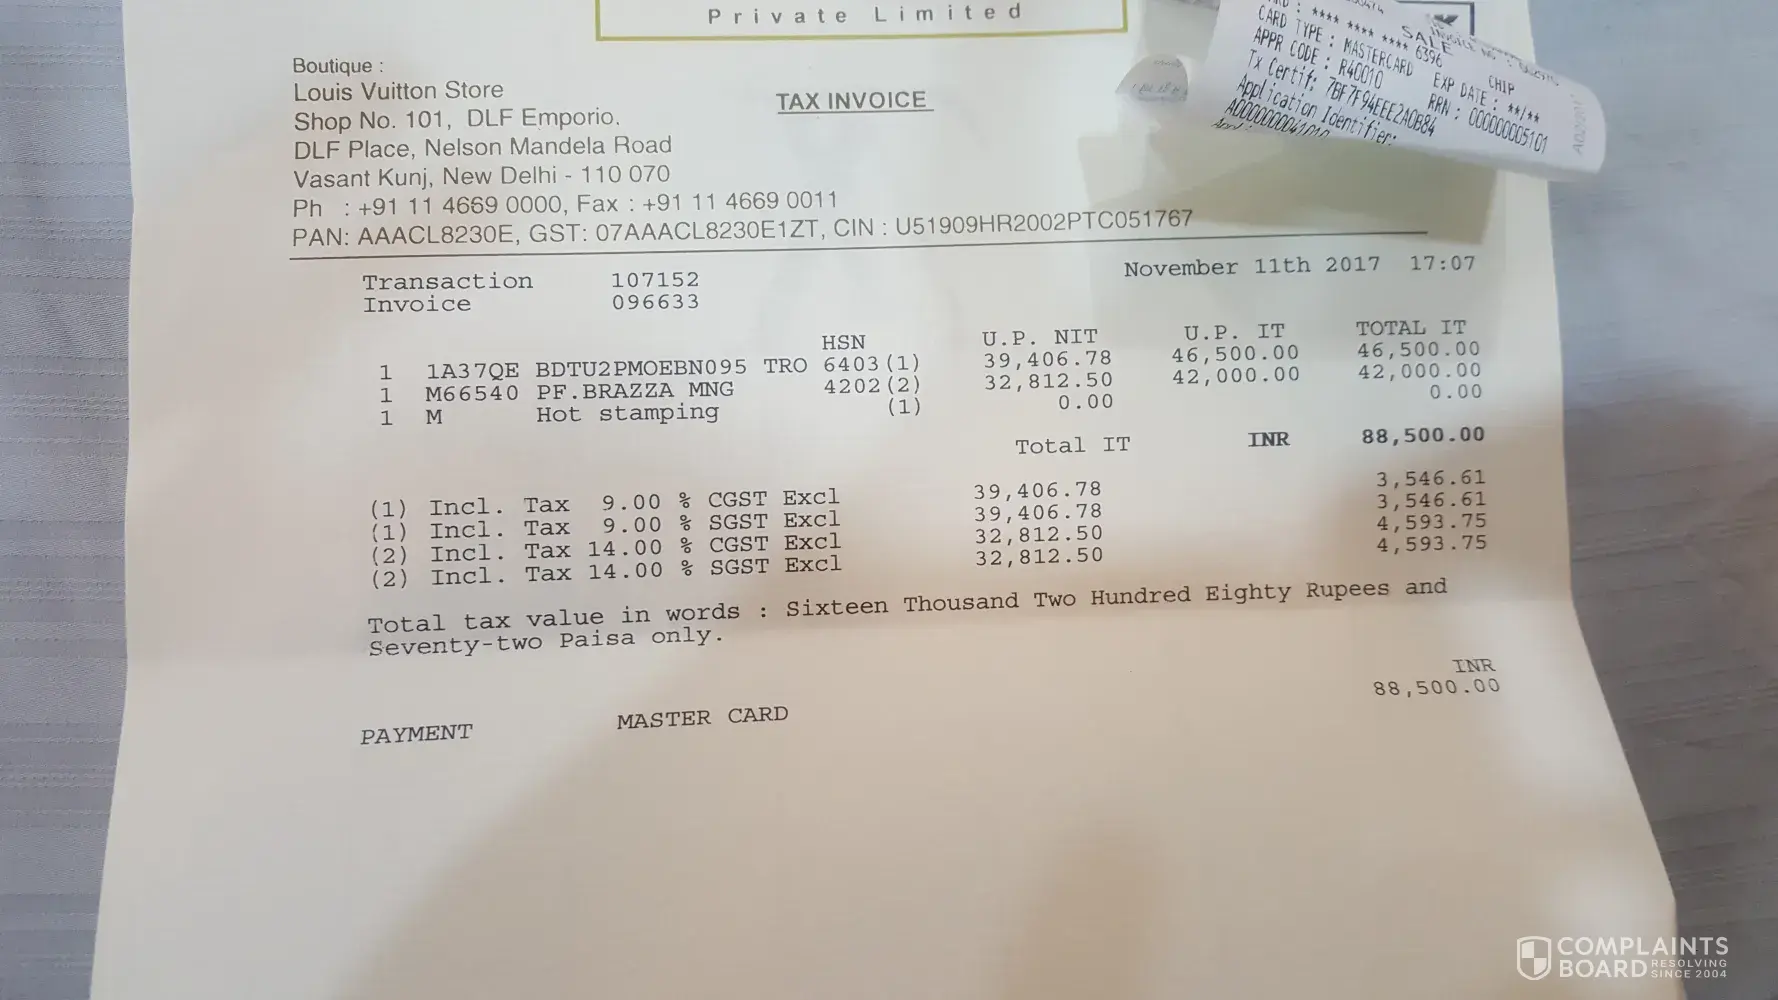 Private Limited
Boutique :
Louis Vuitton Store
Shop No. 101, DLF Emporio,
DLF Place, Nelson Mandela Road
Vasant Kunj, New Delhi - 110 070
Ph : +91 11 4669 0000, Fax : +91 11 4669 0011
PAN: AAACL8230E, GST: 07AAACL8230E1ZT, CIN : U51909HR2002PTC051767
TAX INVOICE
SALE
**** **** **** 6396
CARD TYPE : MASTERCARD CHIP
APPR CODE : R40010 EXP DATE : **/**
RRN : 000000005101
Tx Certif: 7BF7F94EEE2A0B84
Application Identifier:
A0000000041010
Transaction 107152 November 11th 2017 17:07
Invoice 096633
HSN U.P. NIT U.P. IT TOTAL IT
1 1A37QE BDTU2PMOEBN095 TRO 6403(1) 39,406.78 46,500.00 46,500.00
1 M66540 PF.BRAZZA MNG 4202(2) 32,812.50 42,000.00 42,000.00
1 M Hot stamping (1) 0.00 0.00
Total IT INR 88,500.00
(1) Incl. Tax 9.00 % CGST Excl 39,406.78 3,546.61
(1) Incl. Tax 9.00 % SGST Excl 39,406.78 3,546.61
(2) Incl. Tax 14.00 % CGST Excl 32,812.50 4,593.75
(2) Incl. Tax 14.00 % SGST Excl 32,812.50 4,593.75
Total tax value in words : Sixteen Thousand Two Hundred Eighty Rupees and
Seventy-two Paisa only.
INR
PAYMENT MASTER CARD 88,500.00
COMPLAINTS
BOARD RESOLVING SINCE 2004